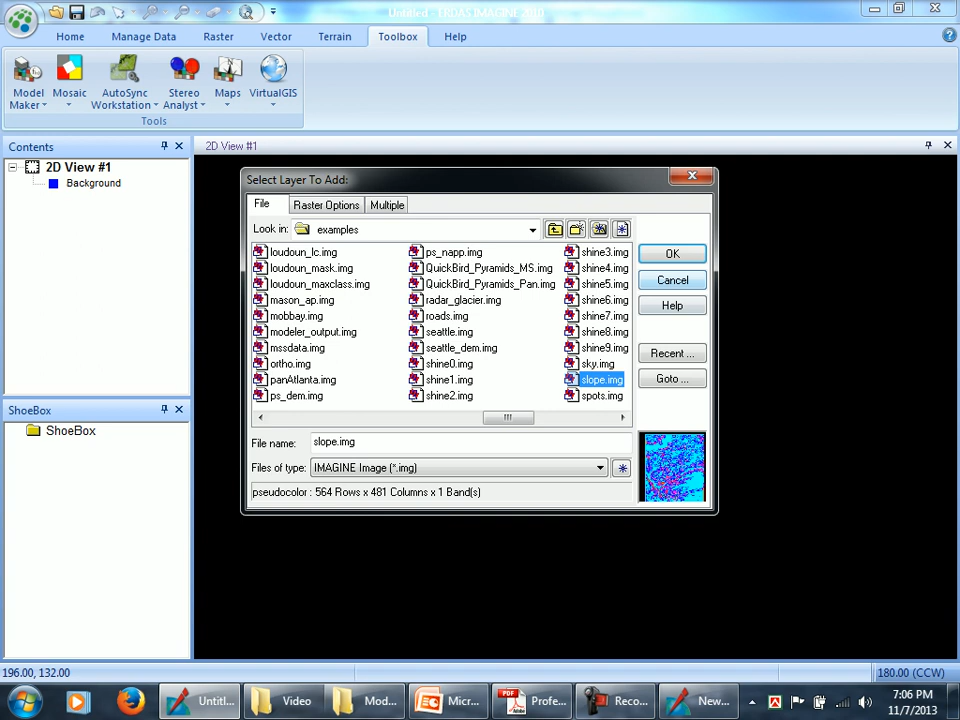 Untitled - ERDAS IMAGINE 2010
Home Manage Data Raster Vector Terrain Toolbox Help
Model Maker Mosaic AutoSync Workstation Stereo Analyst Maps VirtualGIS
Tools
Contents
2D View #1
Background
ShoeBox
ShoeBox
2D View #1
Select Layer To Add:
File Raster Options Multiple
Look in: examples
loudoun_lc.img ps_napp.img shine3.img
loudoun_mask.img QuickBird_Pyramids_MS.img shine4.img
loudoun_maxclass.img QuickBird_Pyramids_Pan.img shine5.img
mason_ap.img radar_glacier.img shine6.img
mobbay.img roads.img shine7.img
modeler_output.img seattle.img shine8.img
mssdata.img seattle_dem.img shine9.img
ortho.img shine0.img sky.img
panAtlanta.img shine1.img slope.img
ps_dem.img shine2.img spots.img
OK
Cancel
Help
Recent ...
Goto ...
File name: slope.img
Files of type: IMAGINE Image (*.img)
pseudocolor : 564 Rows x 481 Columns x 1 Band(s)
196.00, 132.00 180.00 (CCW)
Untitl... Video Mod... Micr... Profe... Reco... New...
7:06 PM
11/7/2013